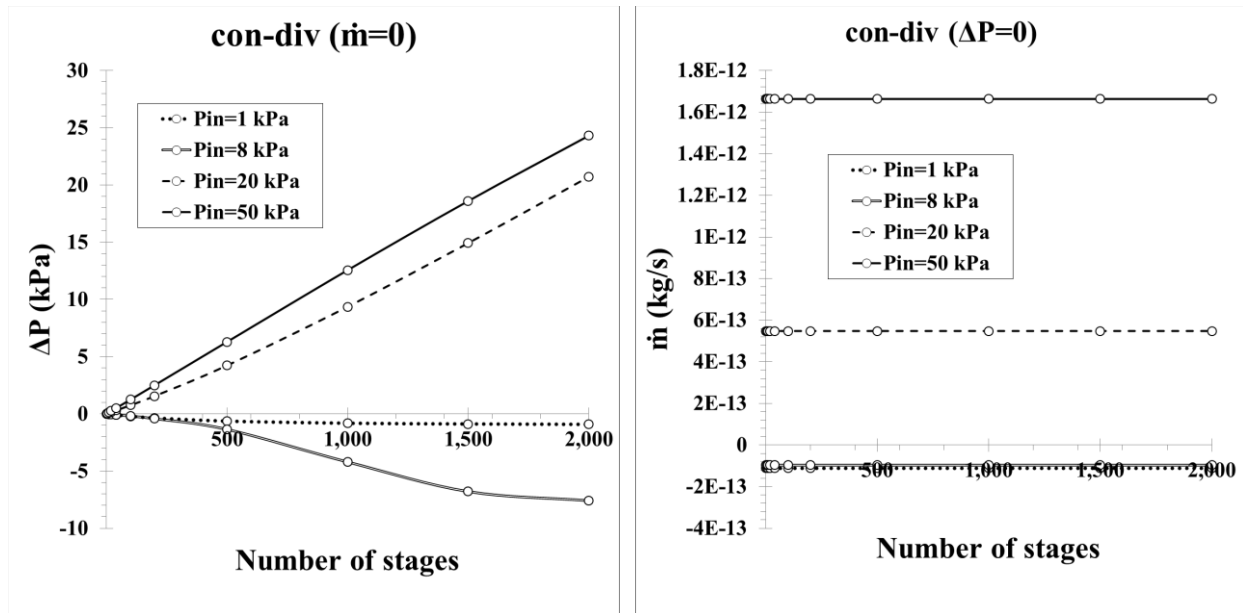 con-div (ṁ=0)
30
25
20
15
10
5
0
-5
-10
ΔP (kPa)
Pin=1 kPa
Pin=8 kPa
Pin=20 kPa
Pin=50 kPa
500
1,000
1,500
2,000
Number of stages
con-div (ΔP=0)
1.8E-12
1.6E-12
1.4E-12
1.2E-12
1E-12
8E-13
6E-13
4E-13
2E-13
0
-2E-13
-4E-13
ṁ (kg/s)
Pin=1 kPa
Pin=8 kPa
Pin=20 kPa
Pin=50 kPa
500
1,000
1,500
2,000
Number of stages